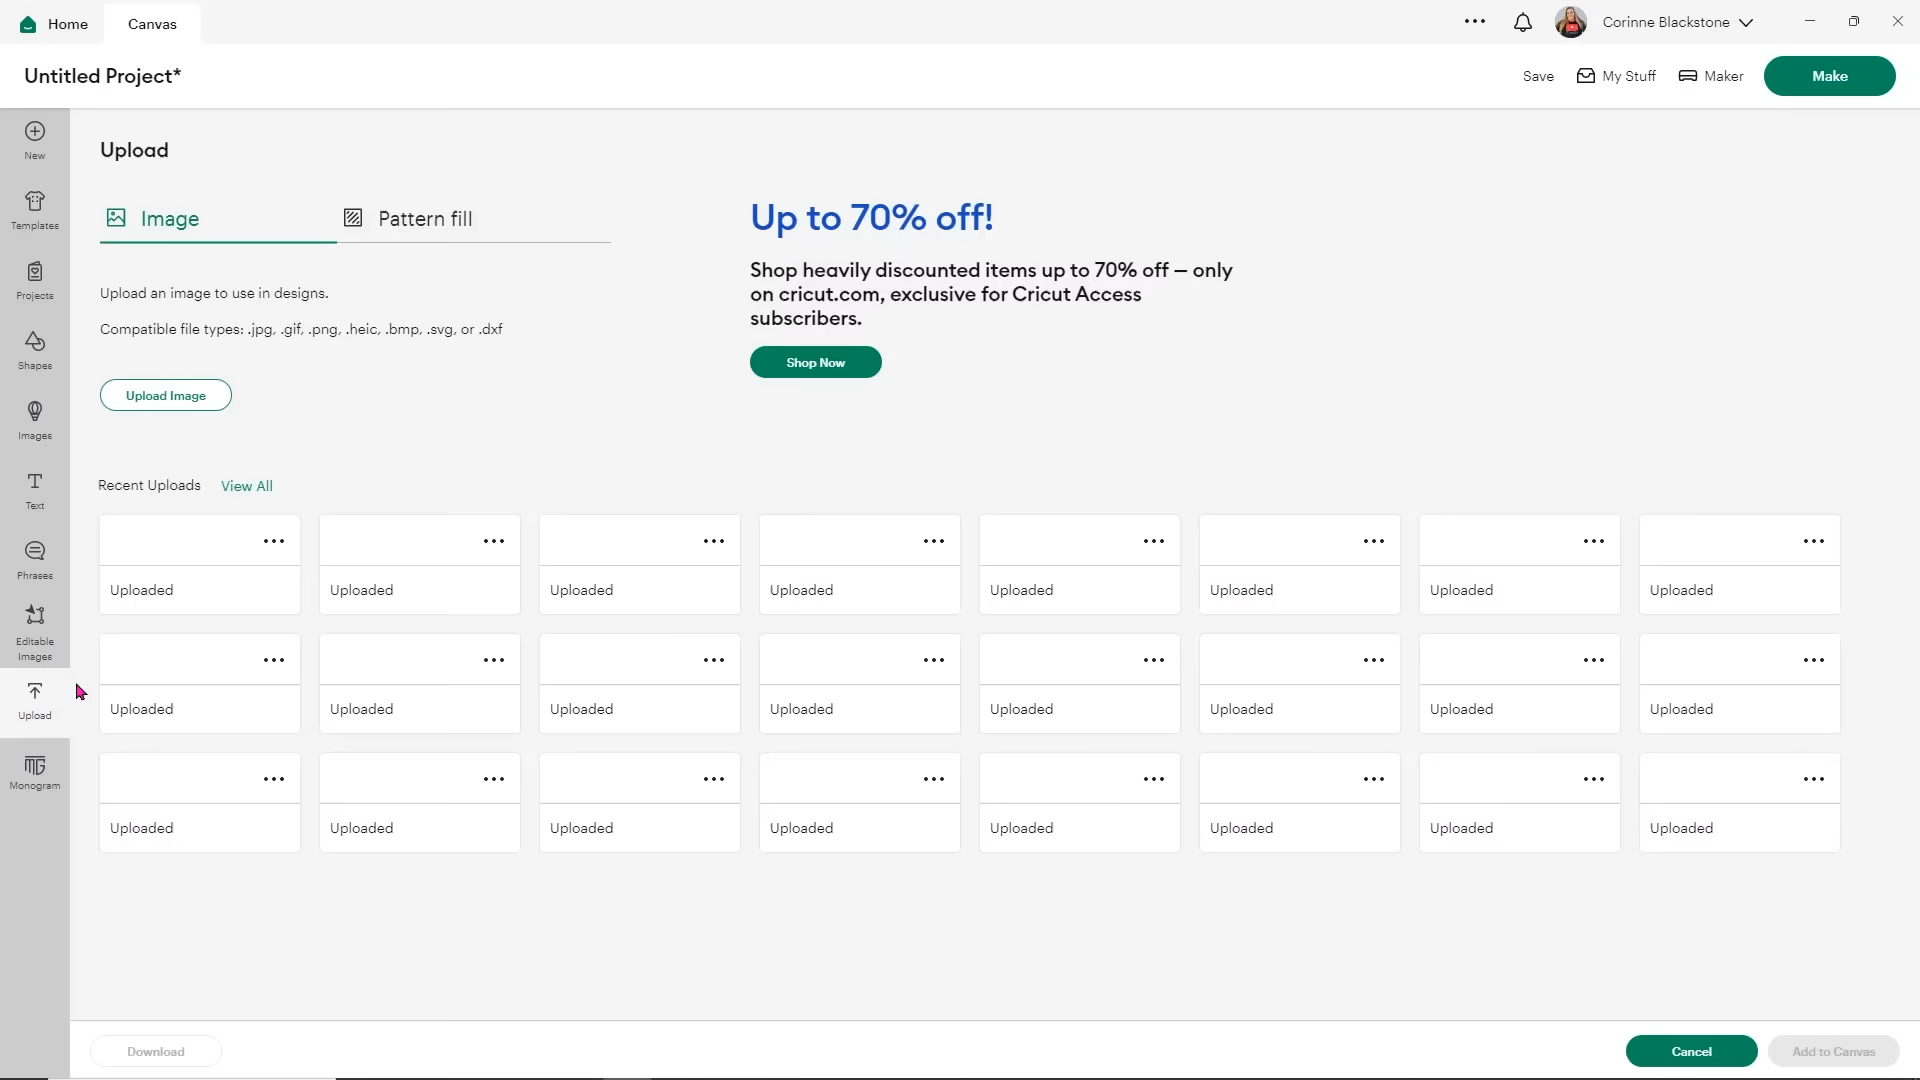 Home
Canvas
Corinne Blackstone
Untitled Project*
Save
My Stuff
Maker
Make
New
Templates
Projects
Shapes
Images
Text
Phrases
Editable
Images
Upload
Monogram
Upload
Image
Pattern fill
Upload an image to use in designs.
Compatible file types: .jpg, .gif, .png, .heic, .bmp, .svg, or .dxf
Upload Image
Up to 70% off!
Shop heavily discounted items up to 70% off — only
on cricut.com, exclusive for Cricut Access
subscribers.
Shop Now
Recent Uploads View All
Uploaded Uploaded Uploaded Uploaded Uploaded Uploaded Uploaded Uploaded
Uploaded Uploaded Uploaded Uploaded Uploaded Uploaded Uploaded Uploaded
Uploaded Uploaded Uploaded Uploaded Uploaded Uploaded Uploaded Uploaded
Download
Cancel
Add to Canvas